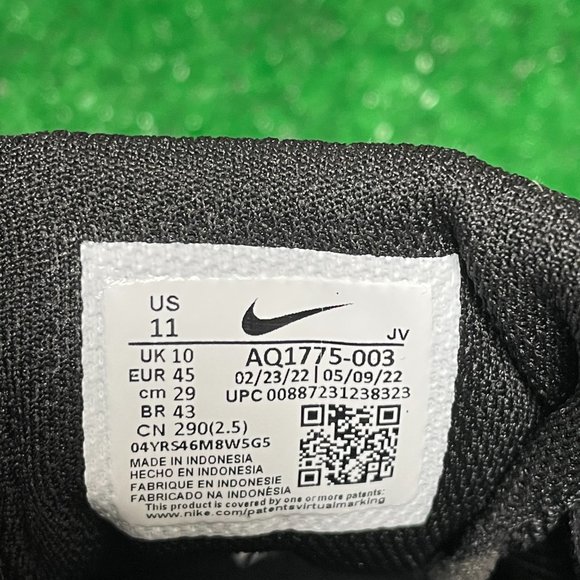 US
11
JV
UK 10
EUR 45
cm 29
BR 43
CN 290(2.5)
AQ1775-003
02/23/22 | 05/09/22
UPC 00887231238323
04YRS46M8W5G5
MADE IN INDONESIA
HECHO EN INDONESIA
FABRIQUE EN INDONESIE
FABRICADO NA INDONÉSIA
This product is covered by one or more patents:
www.nike.com/patentsvirtualmarking